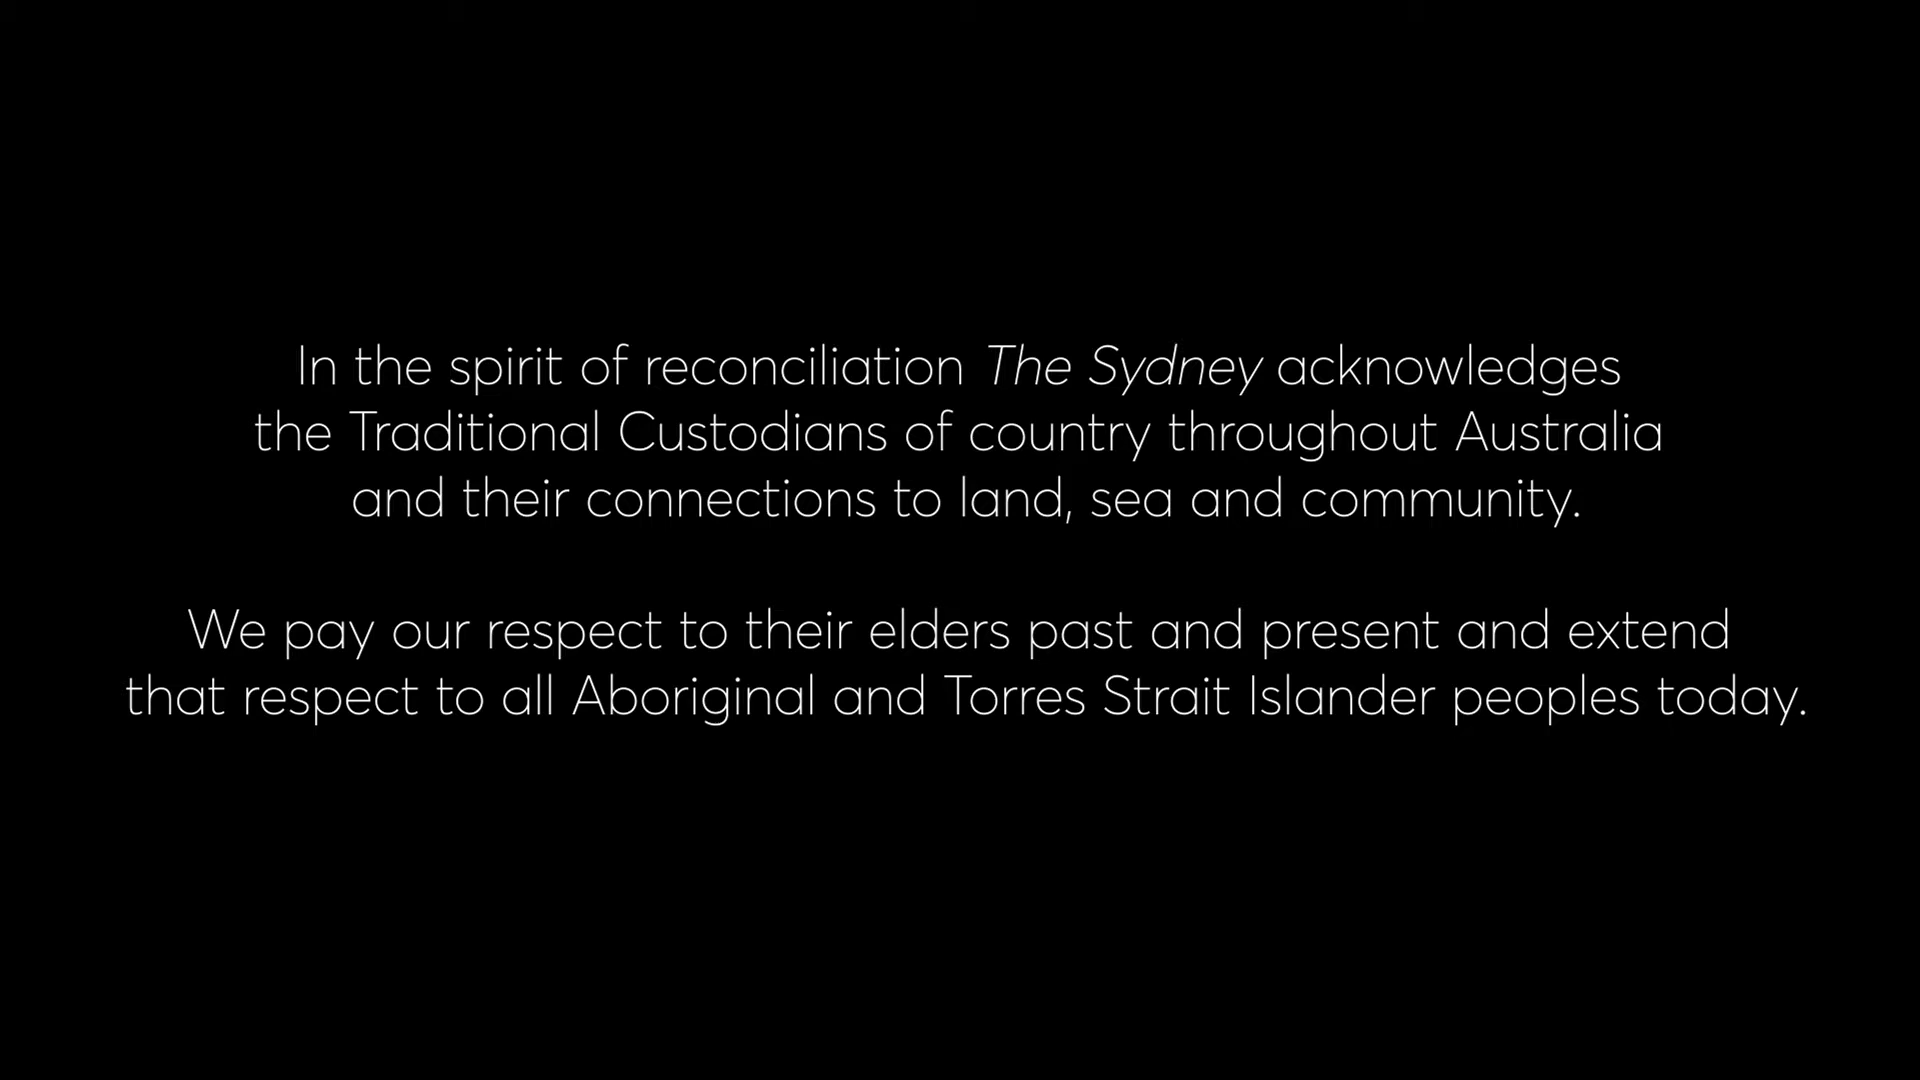 In the spirit of reconciliation The Sydney acknowledges
the Traditional Custodians of country throughout Australia
and their connections to land, sea and community.
We pay our respect to their elders past and present and extend
that respect to all Aboriginal and Torres Strait Islander peoples today.